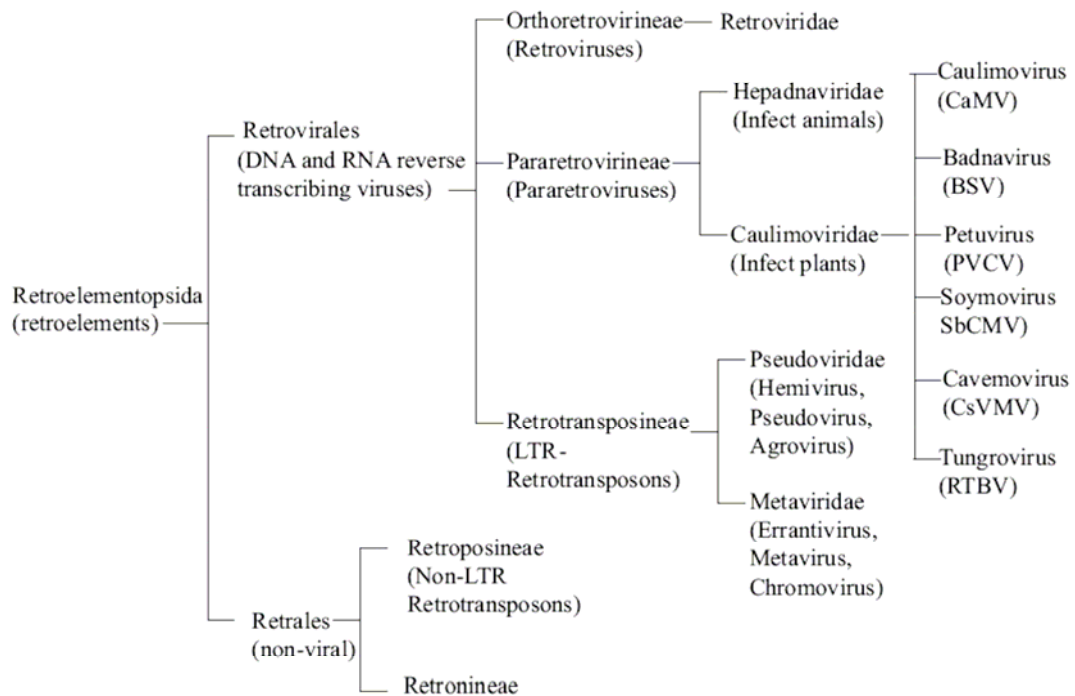 Retroelementopsida
(retroelements)
Retrovirales
(DNA and RNA reverse
transcribing viruses)
Orthoretrovirineae
(Retroviruses)
Retroviridae
Pararetrovirineae
(Pararetroviruses)
Hepadnaviridae
(Infect animals)
Caulimoviridae
(Infect plants)
Caulimovirus
(CaMV)
Badnavirus
(BSV)
Petuvirus
(PVCV)
Soymovirus
SbCMV)
Cavemovirus
(CsVMV)
Tungrovirus
(RTBV)
Retrotransposineae
(LTR-
Retrotransposons)
Pseudoviridae
(Hemivirus,
Pseudovirus,
Agrovirus)
Metaviridae
(Errantivirus,
Metavirus,
Chromovirus)
Retrales
(non-viral)
Retroposineae
(Non-LTR
Retrotransposons)
Retronineae